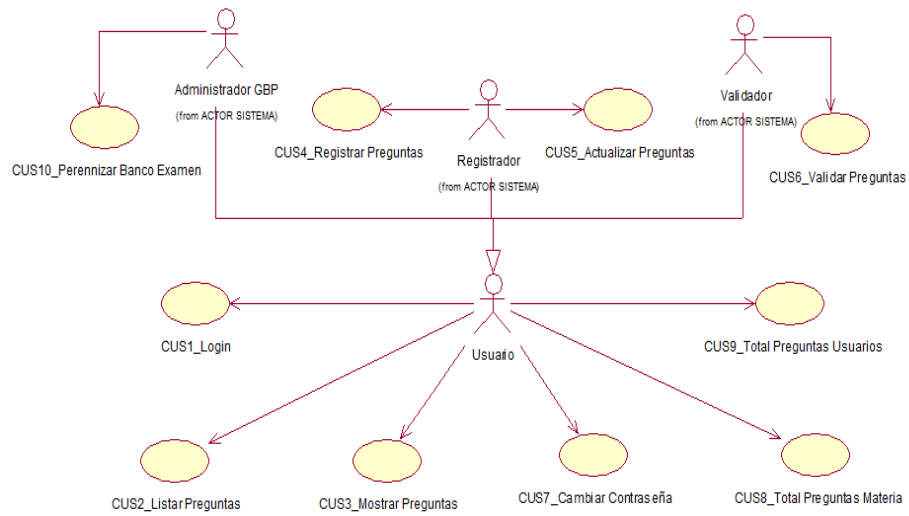 Administrador GBP
(from ACTOR SISTEMA)
Validador
(from ACTOR SISTEMA)
CUS10_Perennizar Banco Examen
CUS4_Registrar Preguntas
Registrador
(from ACTOR SISTEMA)
CUS5_Actualizar Preguntas
CUS6_Validar Preguntas
CUS1_Login
Usuario
CUS9_Total Preguntas Usuarios
CUS2_Listar Preguntas
CUS3_Mostrar Preguntas
CUS7_Cambiar Contraseña
CUS8_Total Preguntas Materia